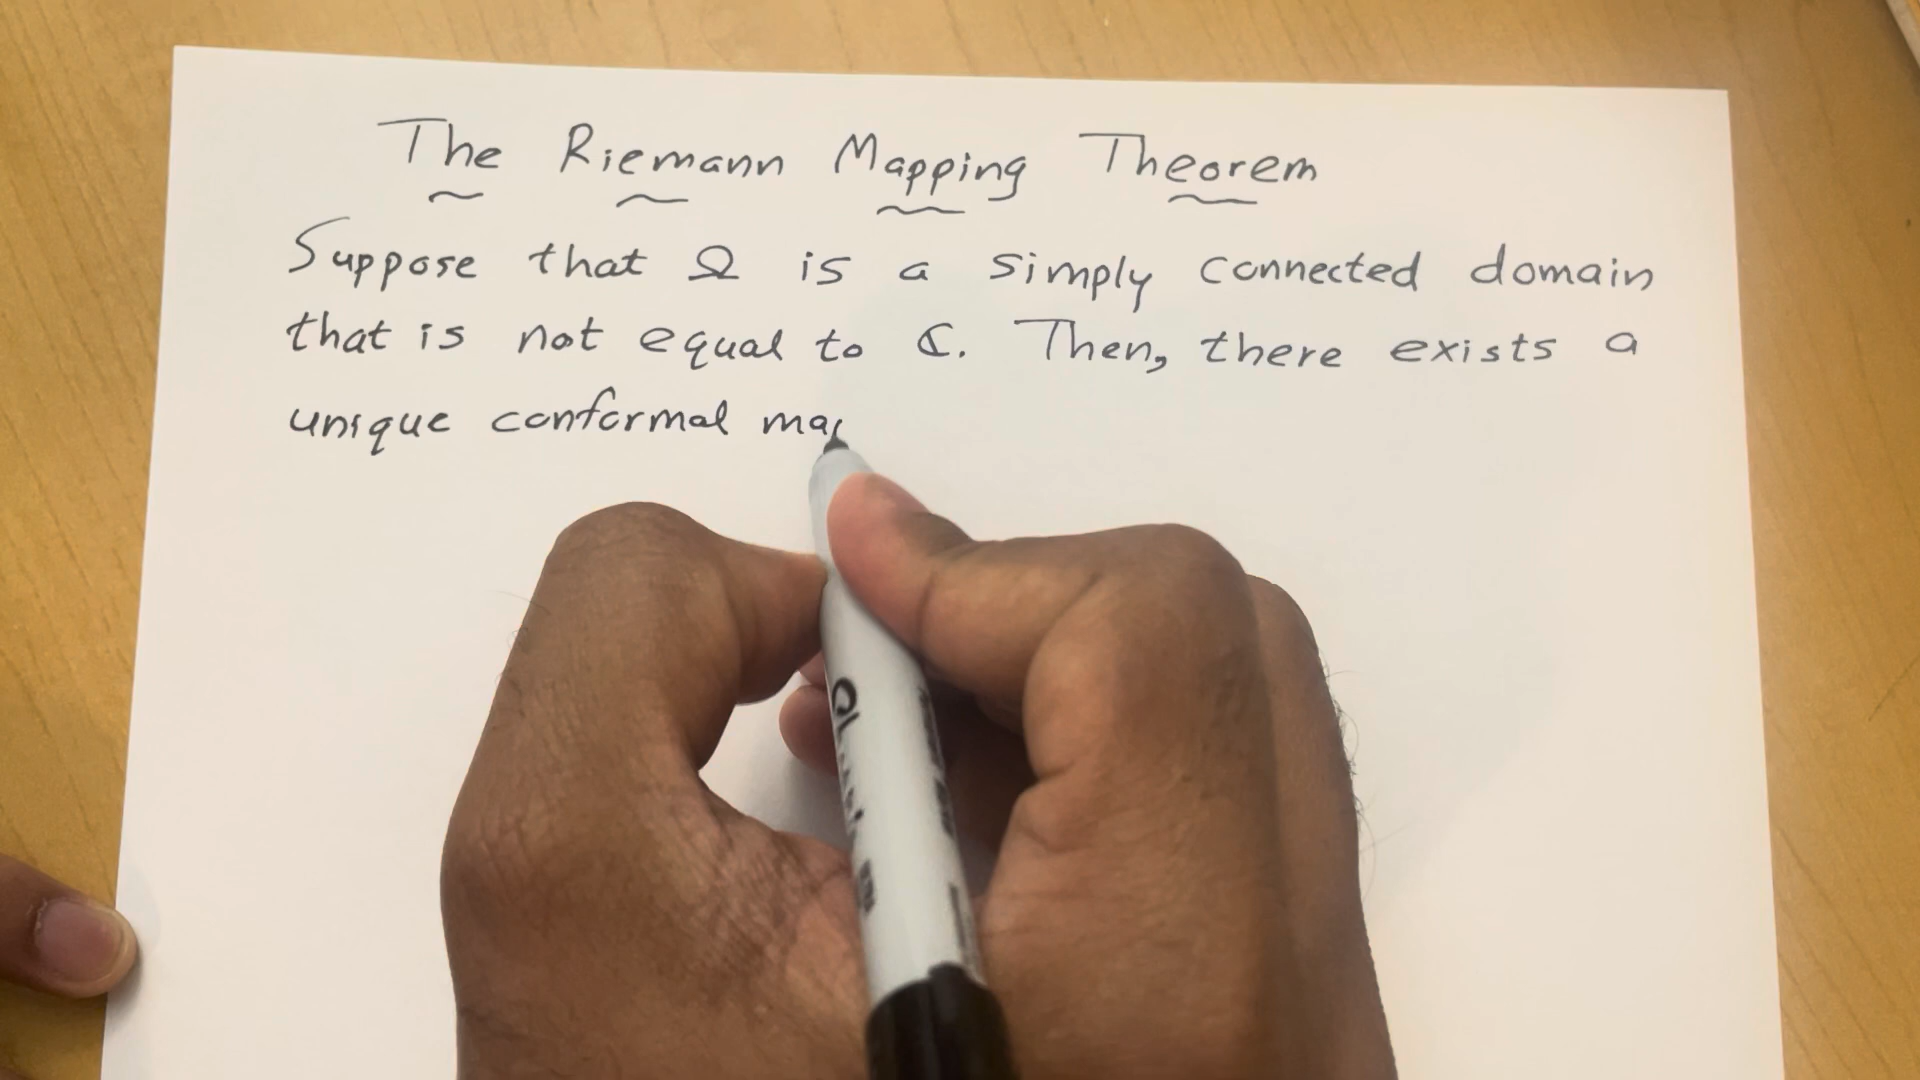 The Riemann Mapping Theorem
Suppose that Ω is a simply connected domain
that is not equal to ℂ. Then, there exists a
unique conformal map